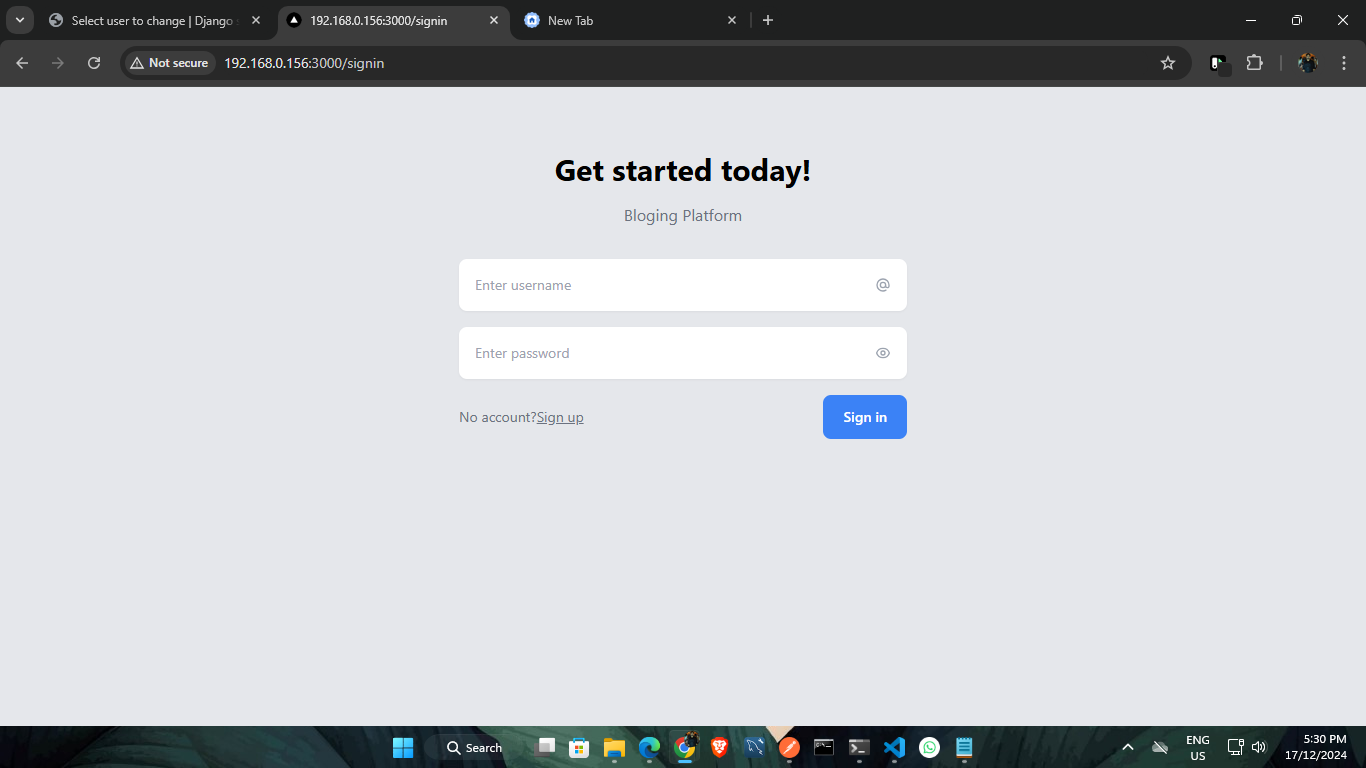 Select user to change | Django s
192.168.0.156:3000/signin
New Tab
Not secure
192.168.0.156:3000/signin
Get started today!
Bloging Platform
Enter username
@
Enter password
No account?Sign up
Sign in
Search
ENG
US
5:30 PM
17/12/2024